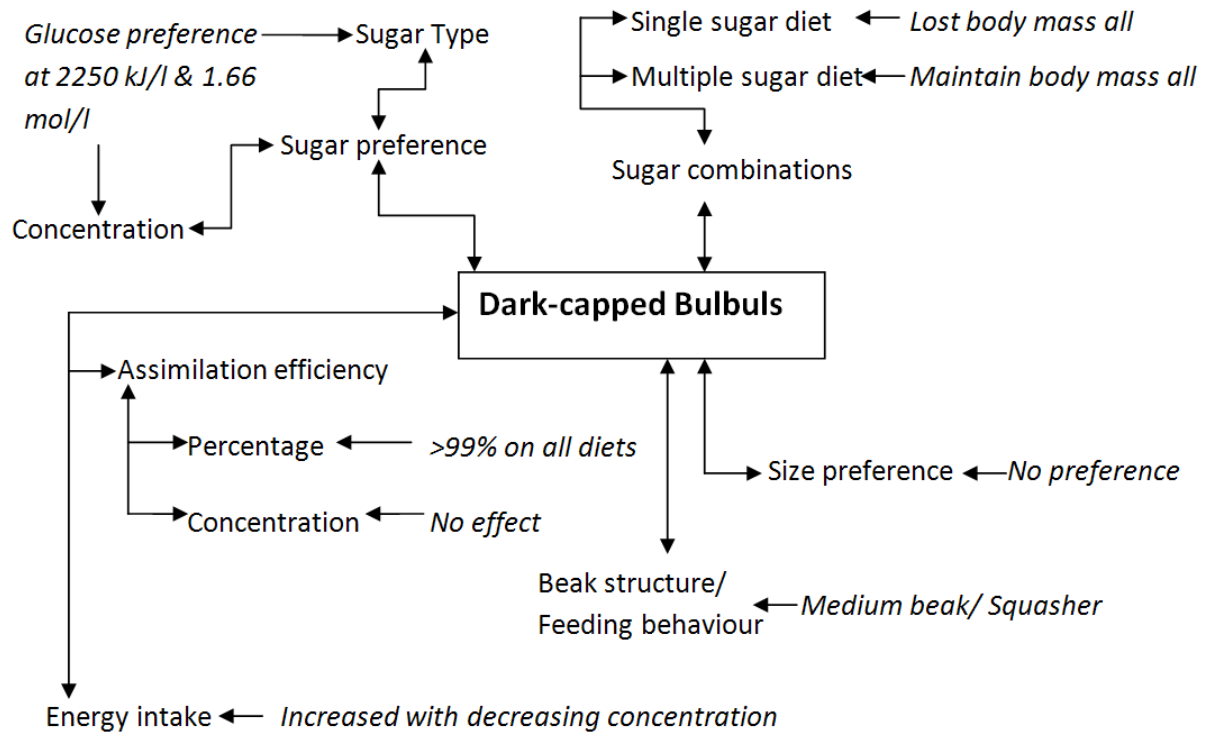 Glucose preference
at 2250 kJ/l & 1.66
mol/l
Sugar Type
Sugar preference
Concentration
Single sugar diet
Lost body mass all
Multiple sugar diet
Maintain body mass all
Sugar combinations
Dark-capped Bulbuls
Assimilation efficiency
Percentage
>99% on all diets
Concentration
No effect
Size preference
No preference
Beak structure/
Feeding behaviour
Medium beak/ Squasher
Energy intake
Increased with decreasing concentration